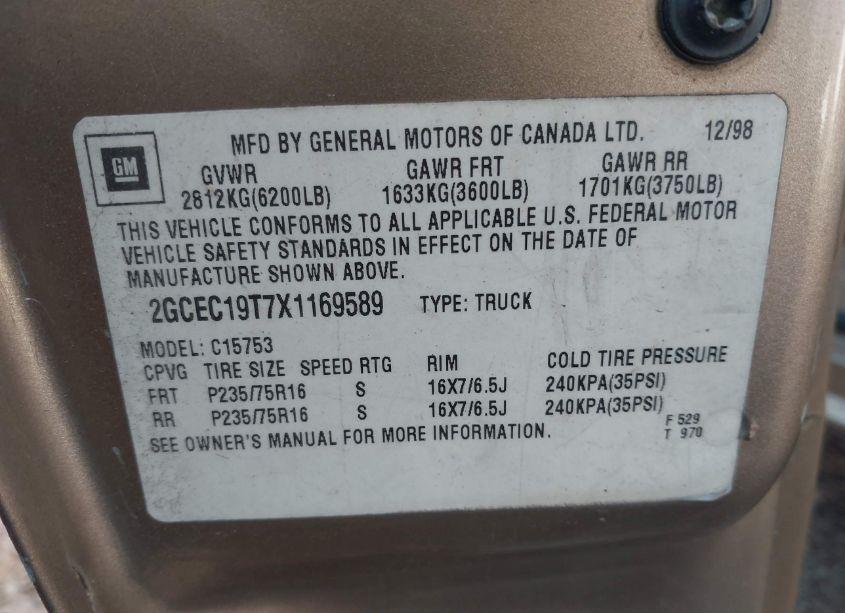 GM
MFD BY GENERAL MOTORS OF CANADA LTD. 12/98
GVWR GAWR FRT GAWR RR
2812KG(6200LB) 1633KG(3600LB) 1701KG(3750LB)
THIS VEHICLE CONFORMS TO ALL APPLICABLE U.S. FEDERAL MOTOR
VEHICLE SAFETY STANDARDS IN EFFECT ON THE DATE OF
MANUFACTURE SHOWN ABOVE.
2GCEC19T7X1169589 TYPE: TRUCK
MODEL: C15753
CPVG TIRE SIZE SPEED RTG RIM COLD TIRE PRESSURE
FRT P235/75R16 S 16X7/6.5J 240KPA(35PSI)
RR P235/75R16 S 16X7/6.5J 240KPA(35PSI)
SEE OWNER'S MANUAL FOR MORE INFORMATION.
F 529
T 970